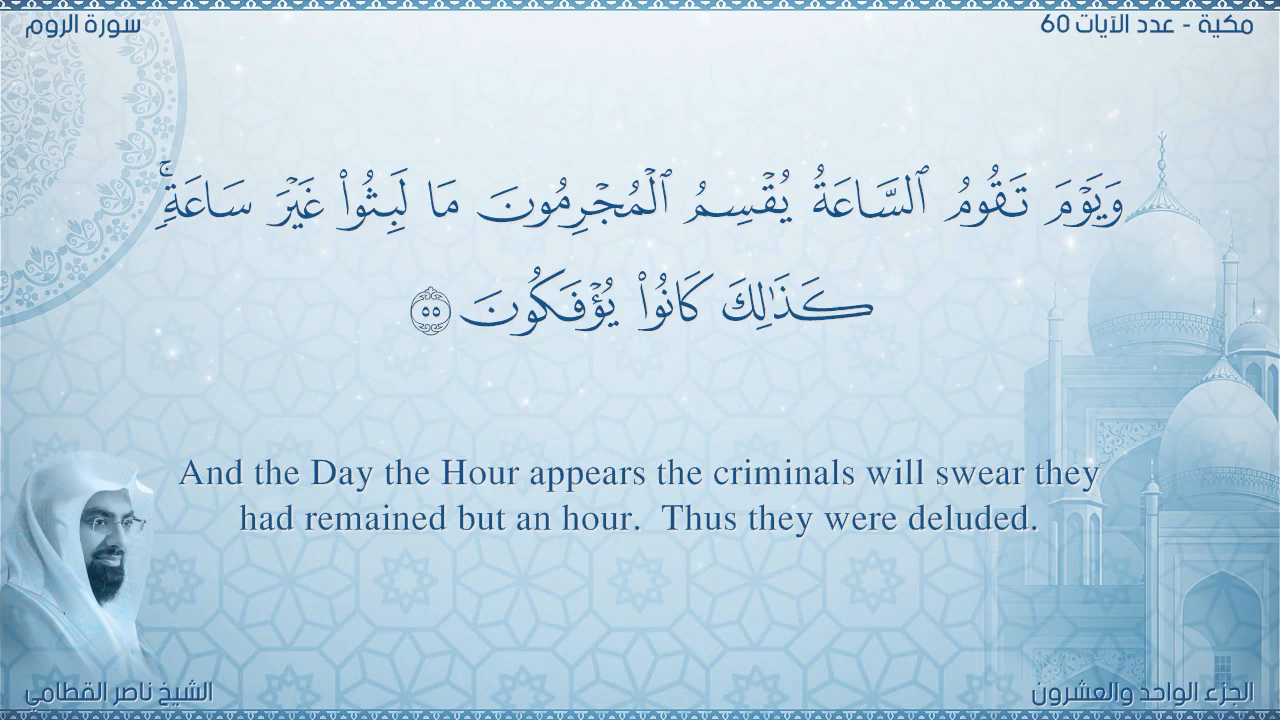 مكية - عدد الآيات 60
سورة الروم
وَيَوْمَ تَقُومُ ٱلسَّاعَةُ يُقْسِمُ ٱلْمُجْرِمُونَ مَا لَبِثُوا۟ غَيْرَ سَاعَةٍۢ ۚ
كَذَٰلِكَ كَانُوا۟ يُؤْفَكُونَ ٥٥
And the Day the Hour appears the criminals will swear they
had remained but an hour. Thus they were deluded.
الجزء الواحد والعشرون
الشيخ ناصر القطامي